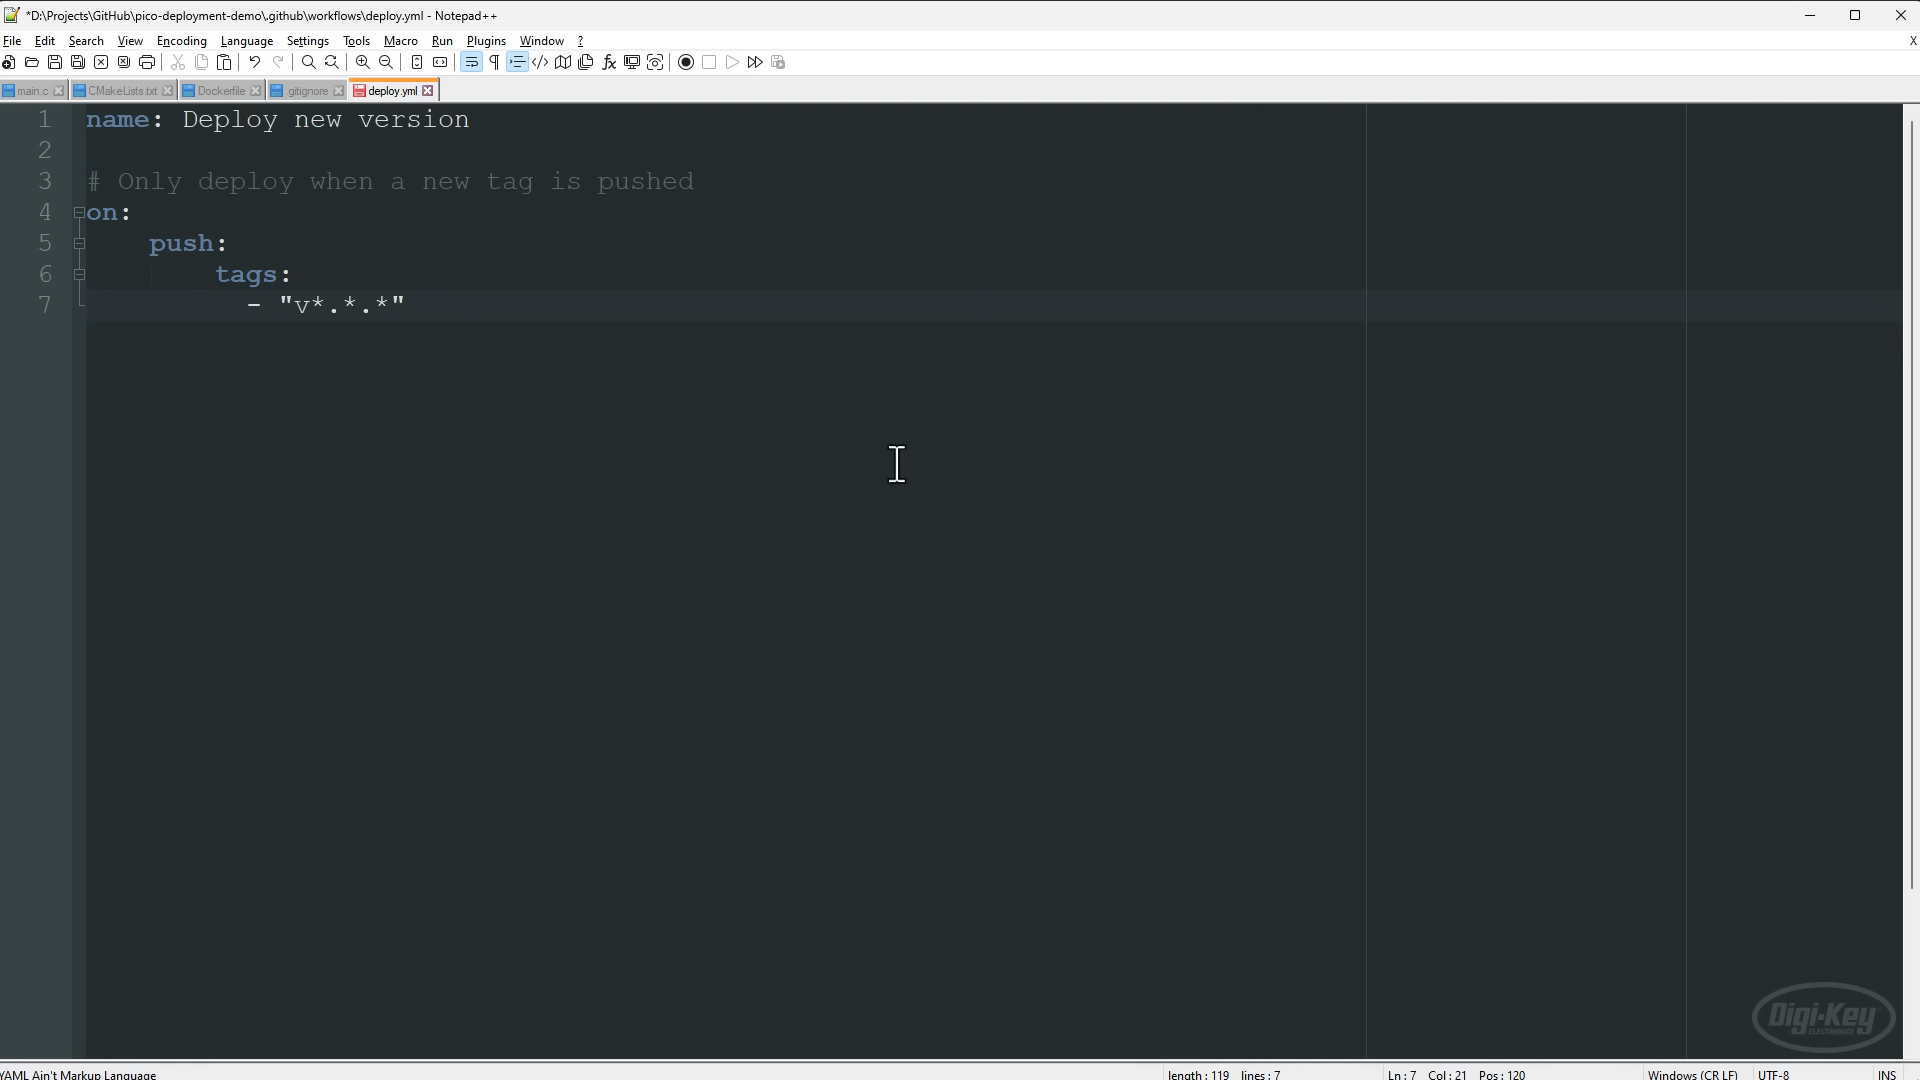 *D:\Projects\GitHub\pico-deployment-demo\.github\workflows\deploy.yml - Notepad++
File Edit Search View Encoding Language Settings Tools Macro Run Plugins Window ? X
main.c CMakeLists.txt Dockerfile .gitignore deploy.yml
1 name: Deploy new version
2
3 # Only deploy when a new tag is pushed
4 on:
5 push:
6 tags:
7 - "v*.*.*"
Digi-Key
ELECTRONICS
YAML Ain't Markup Language length : 119 lines : 7 Ln : 7 Col : 21 Pos : 120 Windows (CR LF) UTF-8 INS